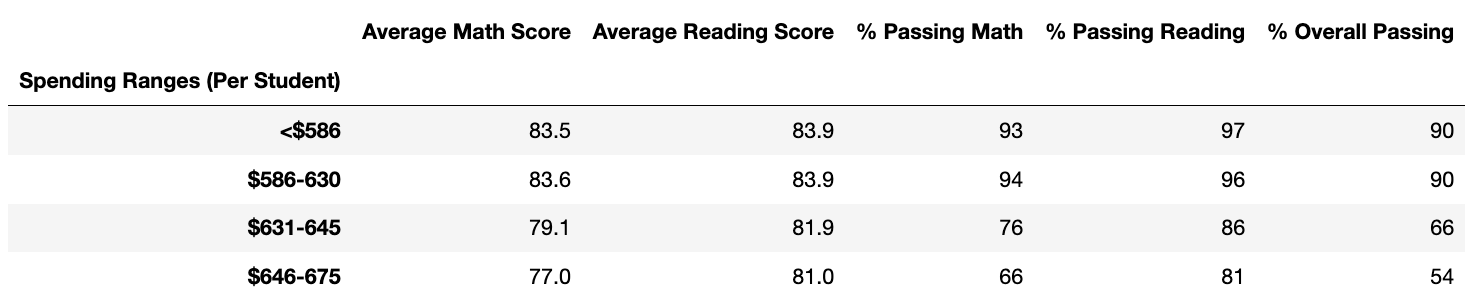 Average Math Score Average Reading Score % Passing Math % Passing Reading % Overall Passing
Spending Ranges (Per Student)
<$586 83.5 83.9 93 97 90
$586-630 83.6 83.9 94 96 90
$631-645 79.1 81.9 76 86 66
$646-675 77.0 81.0 66 81 54